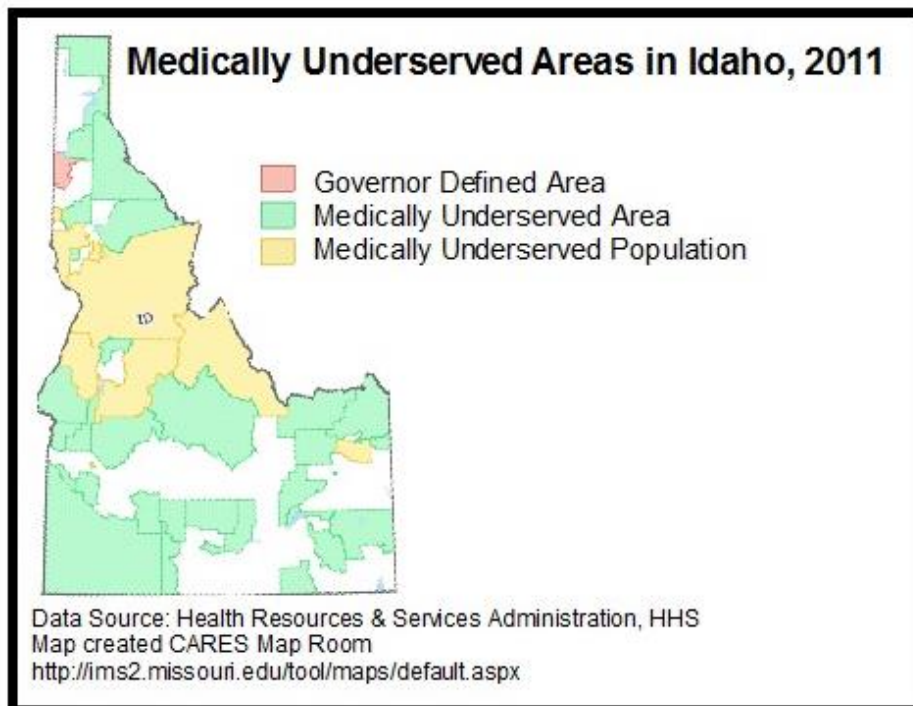 Medically Underserved Areas in Idaho, 2011
Governor Defined Area
Medically Underserved Area
Medically Underserved Population
ID
Data Source: Health Resources & Services Administration, HHS
Map created CARES Map Room
http://ims2.missouri.edu/tool/maps/default.aspx